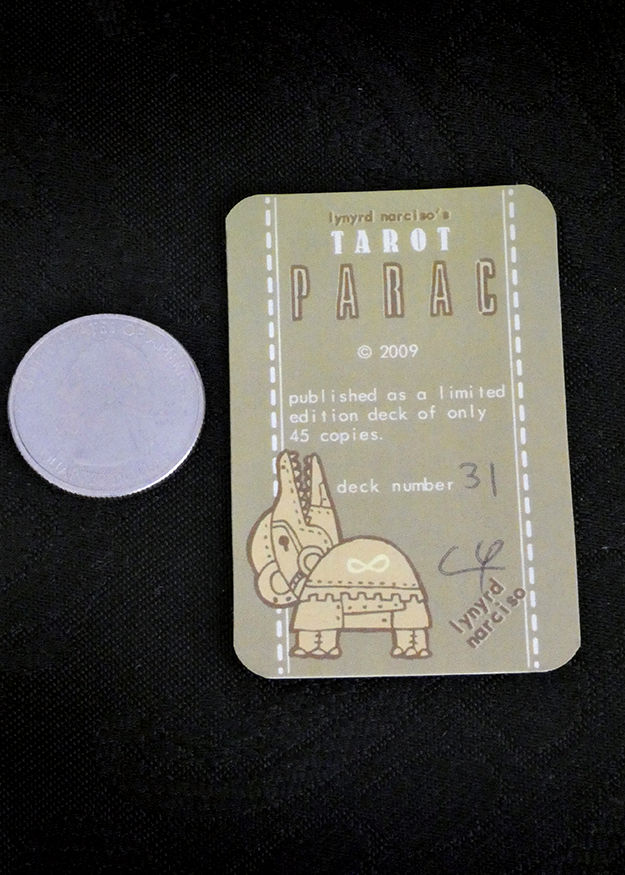 lynyrd narciso's
TAROT
PARAC
© 2009
published as a limited
edition deck of only
45 copies.
deck number 31
lynyrd
narciso